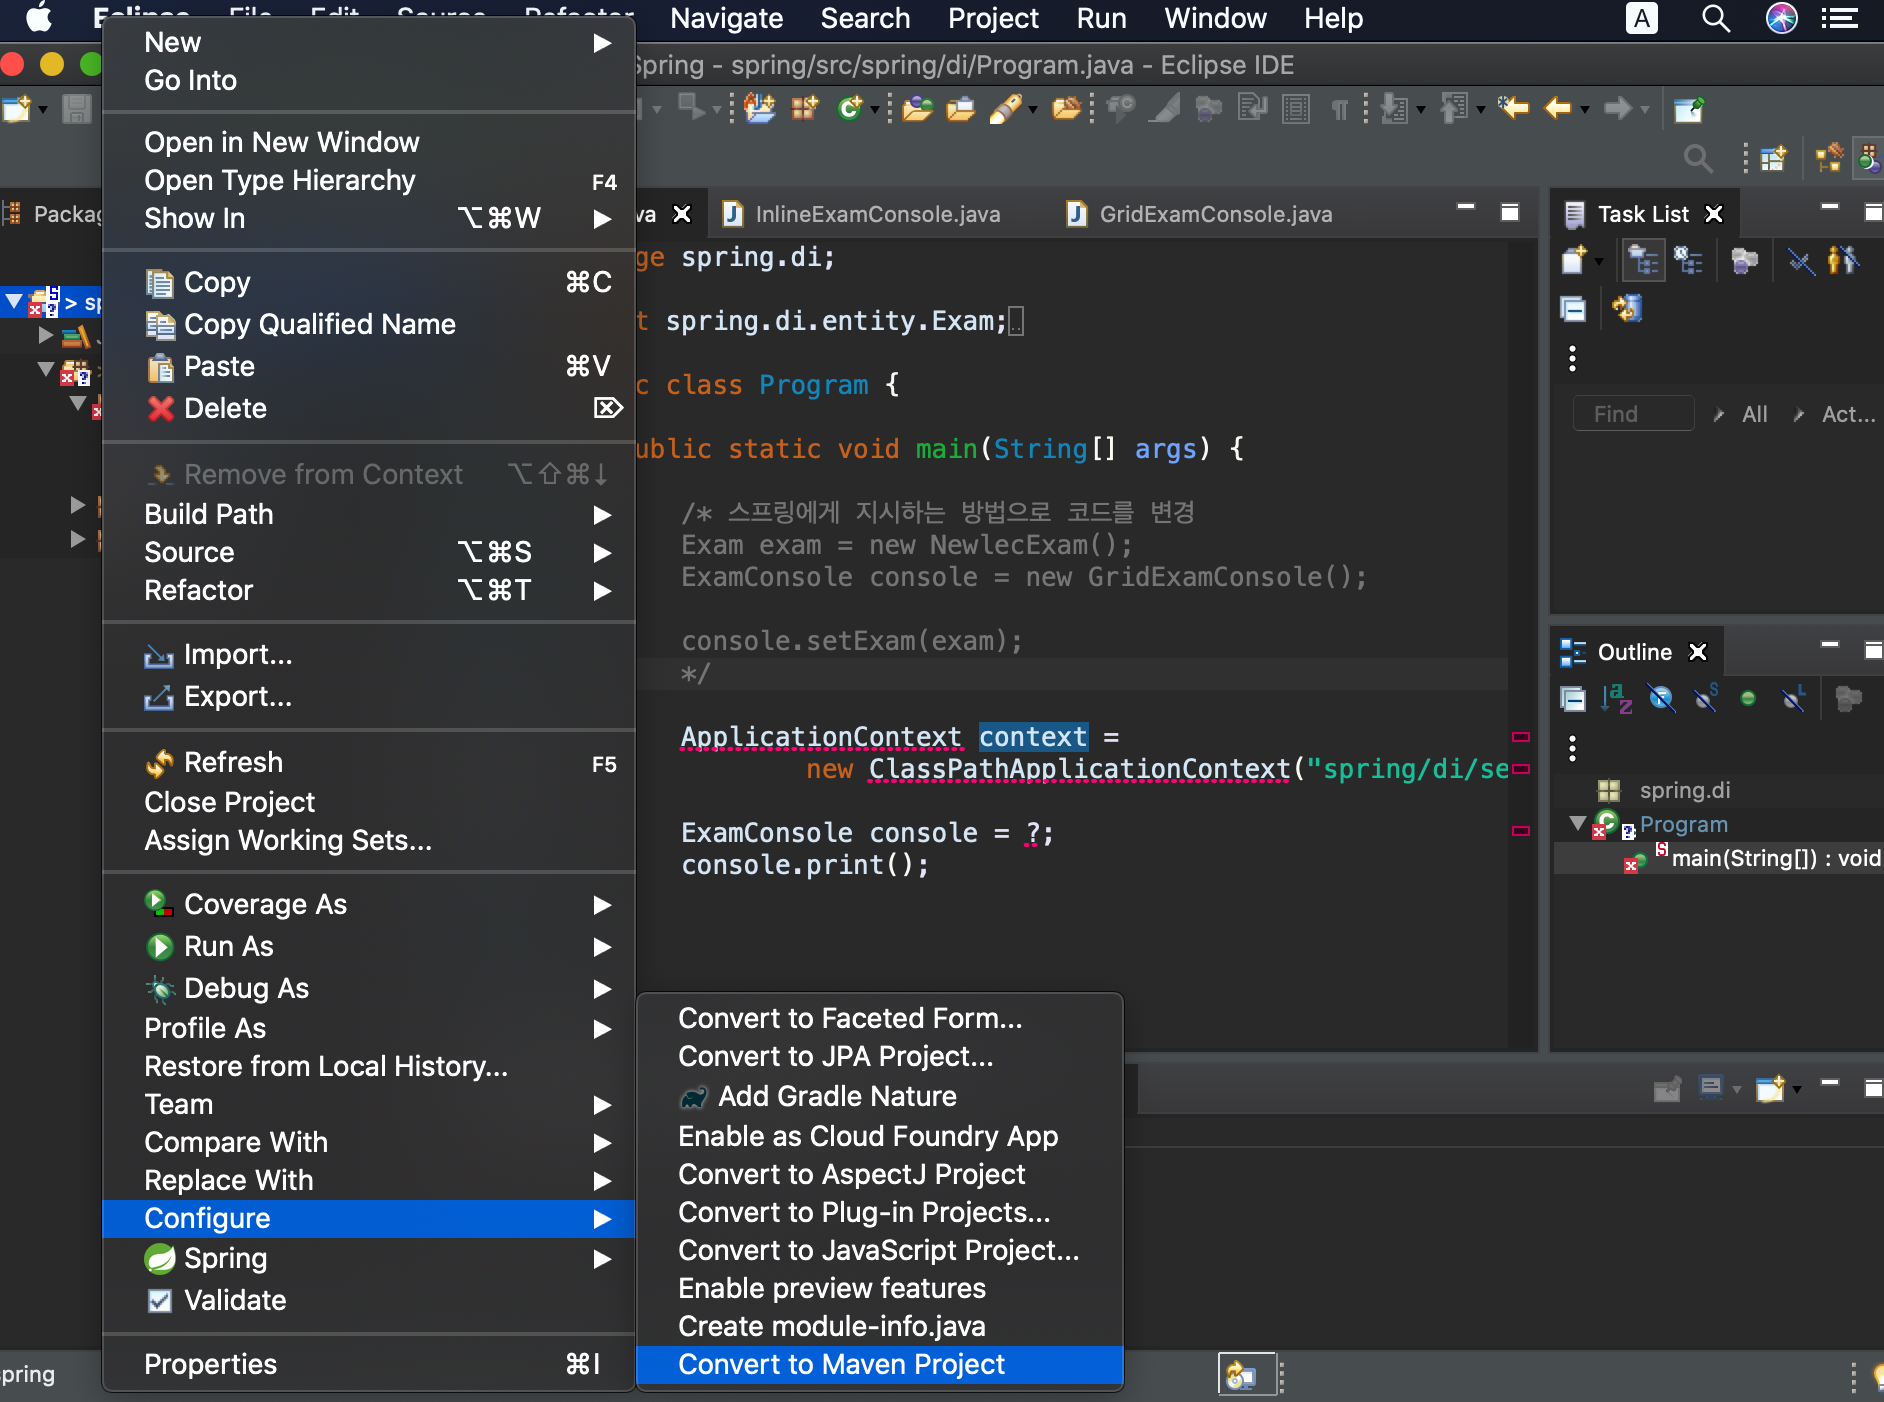 Navigate Search Project Run Window Help
A
Spring - spring/src/spring/di/Program.java - Eclipse IDE
New
Go Into
Open in New Window
Open Type Hierarchy F4
Show In ⌥⌘W
Copy ⌘C
Copy Qualified Name
Paste ⌘V
Delete ⌦
Remove from Context ⌥⇧⌘↓
Build Path
Source ⌥⌘S
Refactor ⌥⌘T
Import...
Export...
Refresh F5
Close Project
Assign Working Sets...
Coverage As
Run As
Debug As
Profile As
Restore from Local History...
Team
Compare With
Replace With
Configure
Spring
Validate
Properties ⌘I
Convert to Faceted Form...
Convert to JPA Project...
Add Gradle Nature
Enable as Cloud Foundry App
Convert to AspectJ Project
Convert to Plug-in Projects...
Convert to JavaScript Project...
Enable preview features
Create module-info.java
Convert to Maven Project
va InlineExamConsole.java GridExamConsole.java
ge spring.di;
t spring.di.entity.Exam;
c class Program {
ublic static void main(String[] args) {
/* 스프링에게 지시하는 방법으로 코드를 변경
Exam exam = new NewlecExam();
ExamConsole console = new GridExamConsole();
console.setExam(exam);
*/
ApplicationContext context =
new ClassPathApplicationContext("spring/di/se
ExamConsole console = ?;
console.print();
Task List
Find All Act...
Outline
spring.di
Program
main(String[]) : void
Packag
> sp
pring